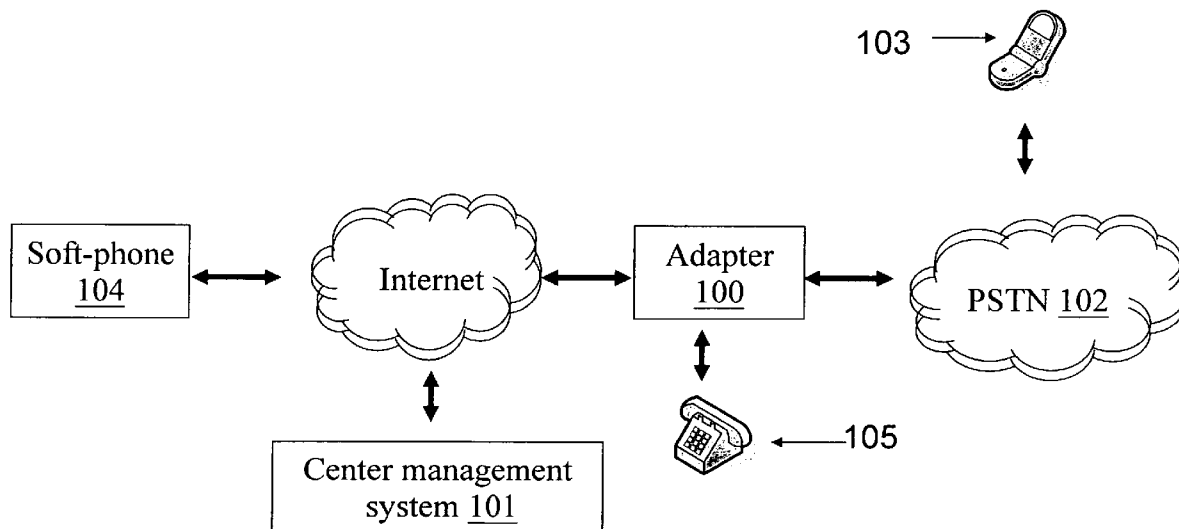 103
Soft-phone
104
Internet
Adapter
100
PSTN 102
105
Center management
system 101